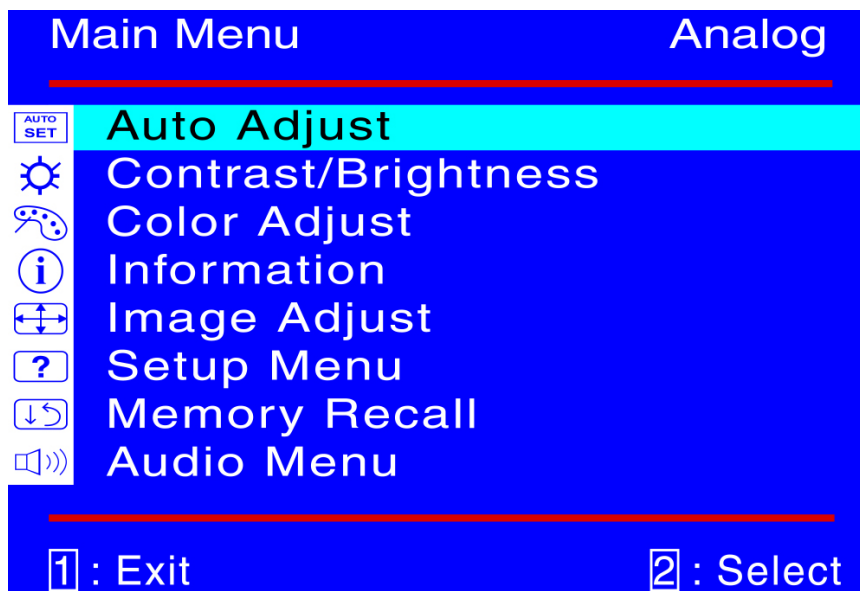 Main Menu Analog
AUTO SET Auto Adjust
Contrast/Brightness
Color Adjust
i Information
Image Adjust
? Setup Menu
Memory Recall
Audio Menu
1 : Exit 2 : Select